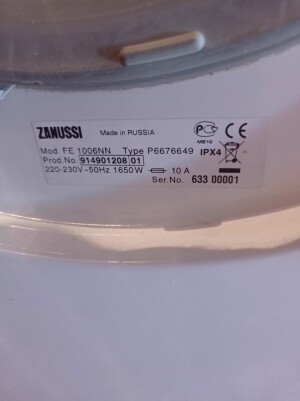 ZANUSSI Made in RUSSIA
Mod. FE 1006NN Type P6676649 IPX4
ME10
Prod.No. 914901208 01
220-230V~50Hz 1650W 10 A
Ser.No. 633 00001